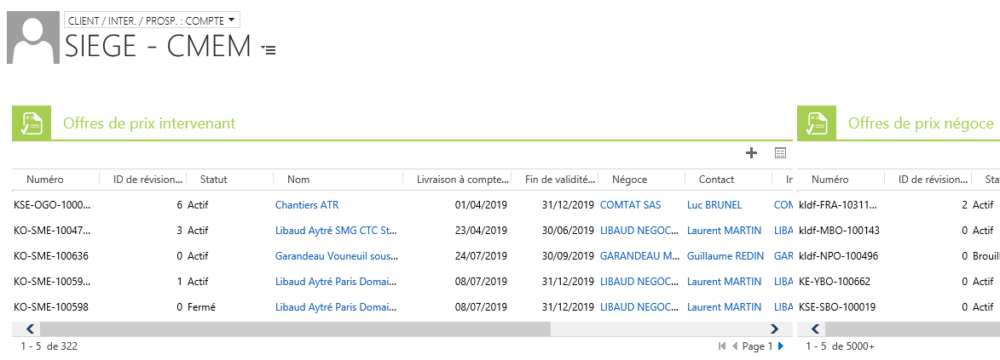 CLIENT / INTER. / PROSP. : COMPTE
SIEGE - CMEM
Offres de prix intervenant
Numéro ID de révision... Statut Nom Livraison à compte... Fin de validité... Négoce Contact In
KSE-OGO-1000... 6 Actif Chantiers ATR 01/04/2019 31/12/2019 COMTAT SAS Luc BRUNEL COM
KO-SME-10047... 3 Actif Libaud Aytré SMG CTC St... 23/04/2019 30/06/2019 LIBAUD NEGOC... Laurent MARTIN LIBA
KO-SME-100636 0 Actif Garandeau Vouneuil sous... 24/07/2019 30/09/2019 GARANDEAU M... Guillaume REDIN GAR
KO-SME-10059... 1 Actif Libaud Aytré Paris Domai... 08/07/2019 31/12/2019 LIBAUD NEGOC... Laurent MARTIN LIBA
KO-SME-100598 0 Fermé Libaud Aytré Paris Domai... 08/07/2019 31/12/2019 LIBAUD NEGOC... Laurent MARTIN LIBA
1 - 5 de 322 Page 1
Offres de prix négoce
Numéro ID de révision... Sta
kldf-FRA-10311... 2 Actif
kldf-MBO-100143 0 Actif
kldf-NPO-100496 0 Brouill
KE-YBO-100662 0 Actif
KSE-SBO-100019 0 Actif
1 - 5 de 5000+